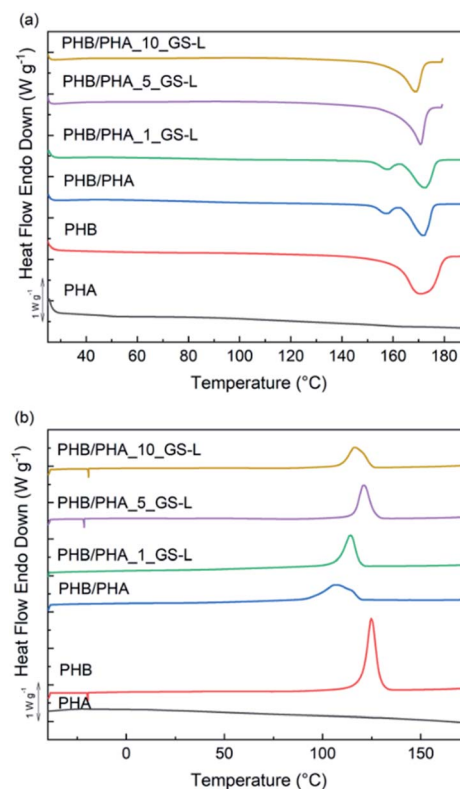 (a)
PHB/PHA_10_GS-L
PHB/PHA_5_GS-L
PHB/PHA_1_GS-L
PHB/PHA
PHB
PHA
Heat Flow Endo Down (W g⁻¹)
1 W g⁻¹
40 60 80 100 120 140 160 180
Temperature (°C)
(b)
PHB/PHA_10_GS-L
PHB/PHA_5_GS-L
PHB/PHA_1_GS-L
PHB/PHA
PHB
PHA
Heat Flow Endo Down (W g⁻¹)
1 W g⁻¹
0 50 100 150
Temperature (°C)